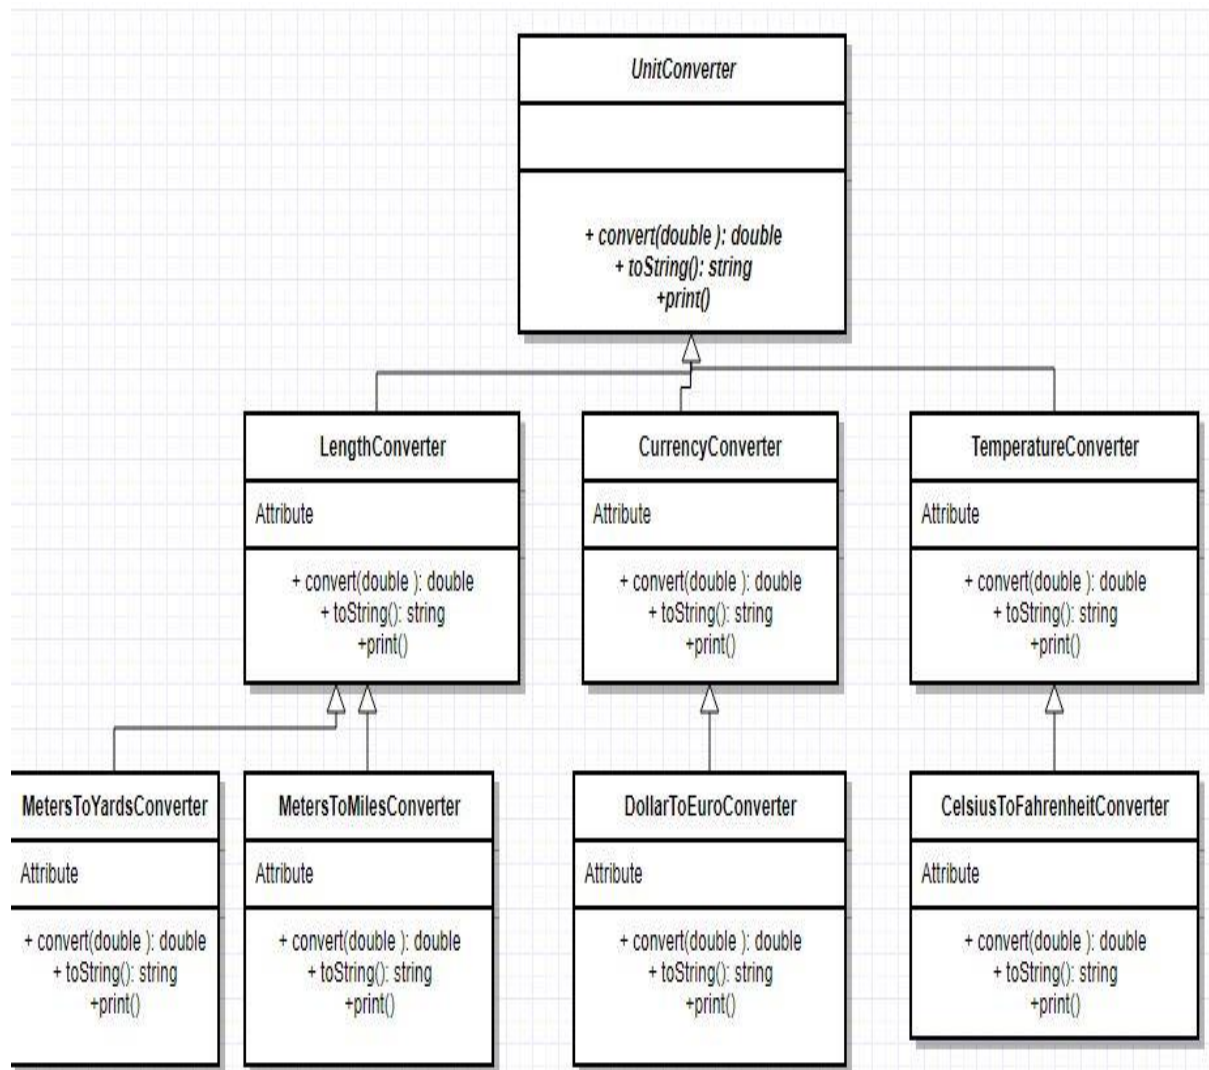 UnitConverter
+ convert(double ): double
+ toString(): string
+print()
LengthConverter
Attribute
+ convert(double ): double
+ toString(): string
+print()
CurrencyConverter
Attribute
+ convert(double ): double
+ toString(): string
+print()
TemperatureConverter
Attribute
+ convert(double ): double
+ toString(): string
+print()
MetersToYardsConverter
Attribute
+ convert(double ): double
+ toString(): string
+print()
MetersToMilesConverter
Attribute
+ convert(double ): double
+ toString(): string
+print()
DollarToEuroConverter
Attribute
+ convert(double ): double
+ toString(): string
+print()
CelsiusToFahrenheitConverter
Attribute
+ convert(double ): double
+ toString(): string
+print()